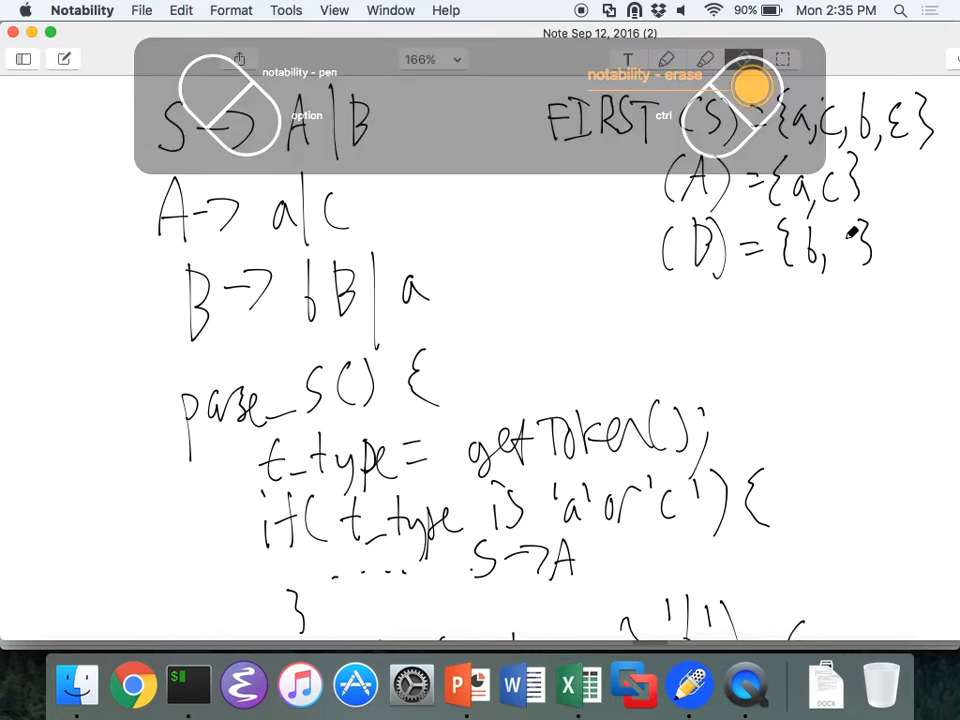 Notability File Edit Format Tools View Window Help 90% Mon 2:35 PM
Note Sep 12, 2016 (2)
166%
T
notability - pen
option
notability - erase
ctrl
S → A | B
FIRST (S) = {a, c, b, ε}
(A) = {a, c}
A → a | c
(B) = {b, }
B → bB | a
parse_S() {
t_type = getToken();
if( t_type is 'a' or 'c' ) {
.... S → A
}
'b' ) {
$
P
W
X
DOCX